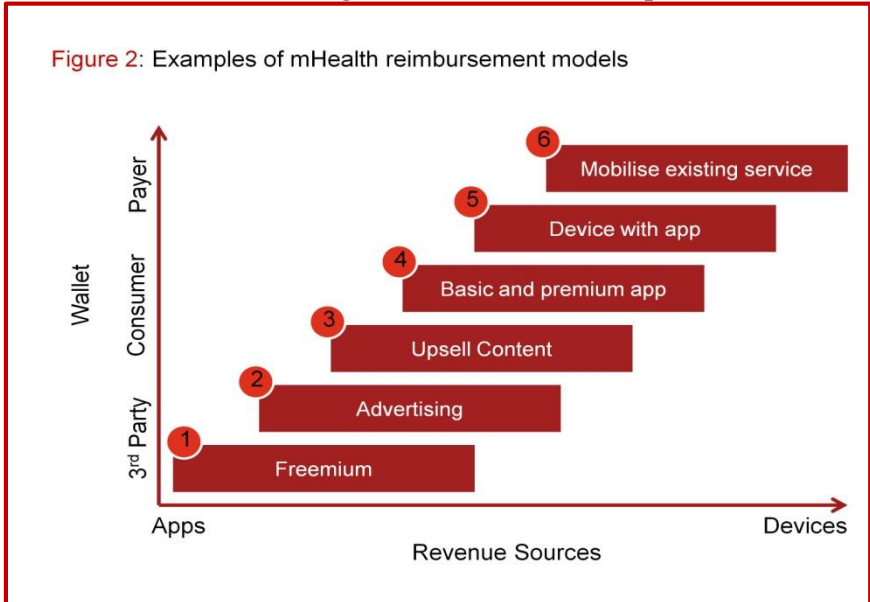 Figure 2: Examples of mHealth reimbursement models
Wallet
Payer
Consumer
3rd Party
6
Mobilise existing service
5
Device with app
4
Basic and premium app
3
Upsell Content
2
Advertising
1
Freemium
Apps
Devices
Revenue Sources